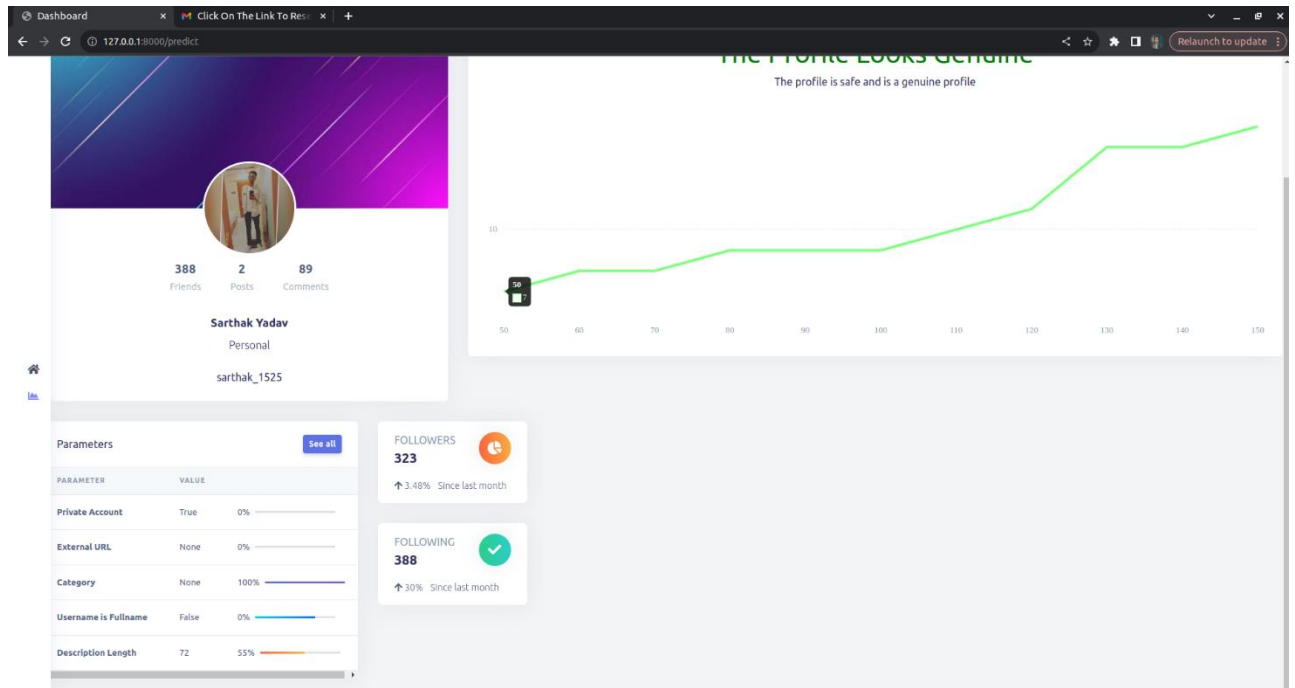 Dashboard
Click On The Link To Rese
127.0.0.1:8000/predict
Relaunch to update
The Profile Looks Genuine
The profile is safe and is a genuine profile
10
50
7
50 60 70 80 90 100 110 120 130 140 150
388 2 89
Friends Posts Comments
Sarthak Yadav
Personal
sarthak_1525
Parameters See all
PARAMETER VALUE
Private Account True 0%
External URL None 0%
Category None 100%
Username is Fullname False 0%
Description Length 72 55%
FOLLOWERS
323
3.48% Since last month
FOLLOWING
388
30% Since last month